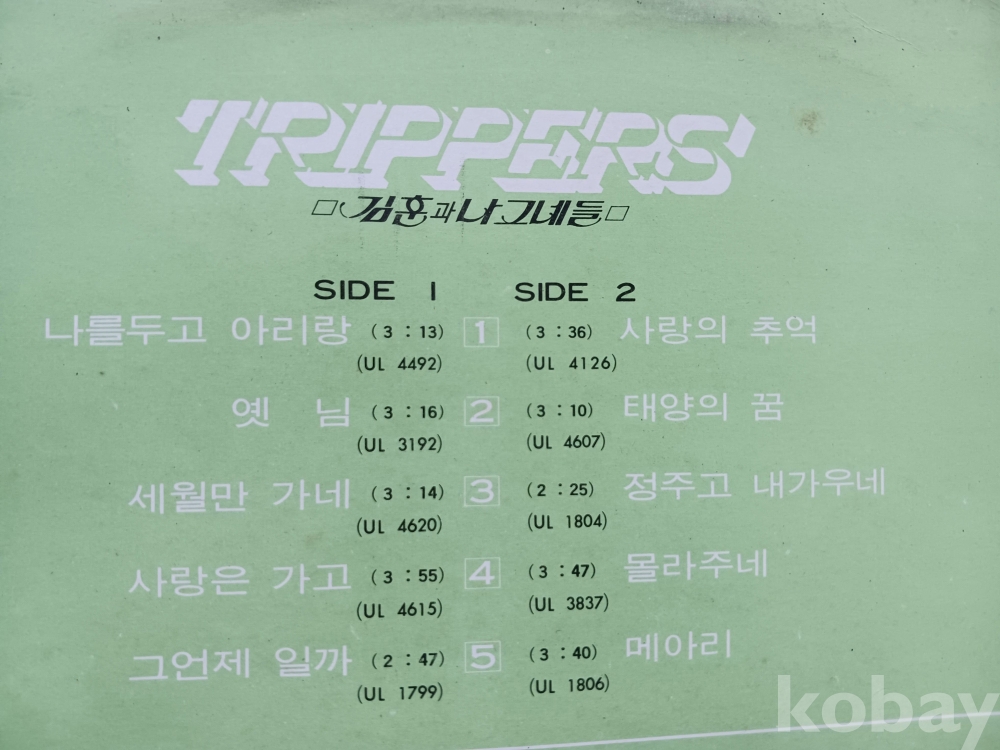 TRIPPERS
□김훈과나그네들□
SIDE 1 SIDE 2
나를두고 아리랑 (3 : 13) 1 (3 : 36) 사랑의 추억
(UL 4492) (UL 4126)
옛 님 (3 : 16) 2 (3 : 10) 태양의 꿈
(UL 3192) (UL 4607)
세월만 가네 (3 : 14) 3 (2 : 25) 정주고 내가우네
(UL 4620) (UL 1804)
사랑은 가고 (3 : 55) 4 (3 : 47) 몰라주네
(UL 4615) (UL 3837)
그언제 일까 (2 : 47) 5 (3 : 40) 메아리
(UL 1799) (UL 1806)
kobay